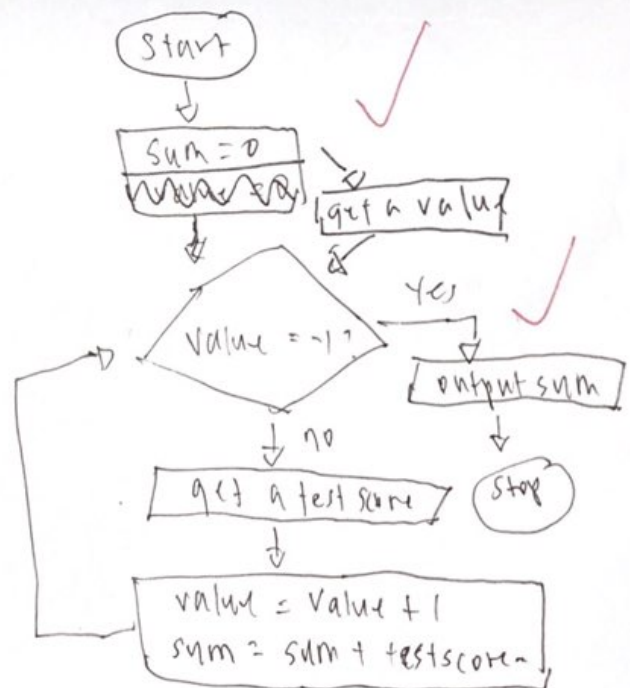 Start
sum = 0
get a value
value = -1?
Yes
output sum
Stop
no
get a test score
value = value + 1
sum = sum + testscore